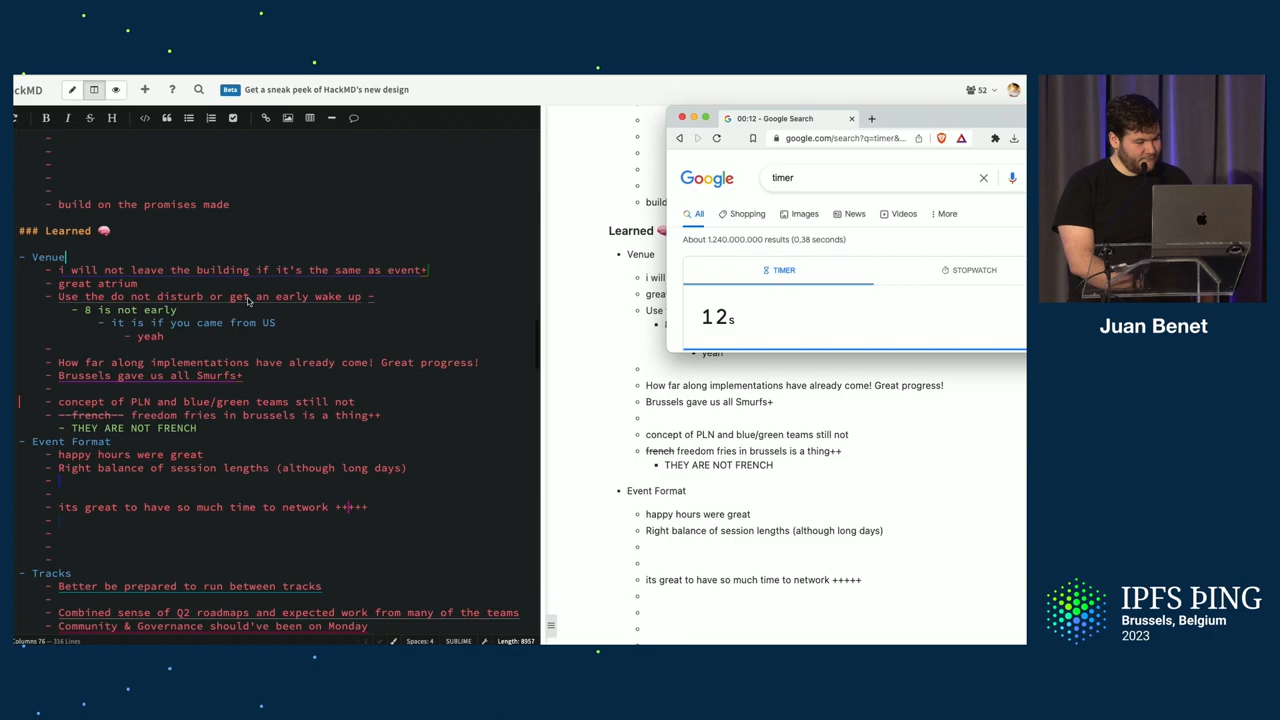 ckMD
Beta Get a sneak peek of HackMD's new design
52
B I S H
- 
- 
- 
- 
- 
- build on the promises made
### Learned 🧠
- Venue
- i will not leave the building if it's the same as event+
- great atrium
- Use the do not disturb or get an early wake up -
- 8 is not early
- it is if you came from US
- yeah
-
- How far along implementations have already come! Great progress!
- Brussels gave us all Smurfs+
-
- concept of PLN and blue/green teams still not
- ~~french~~ freedom fries in brussels is a thing++
- THEY ARE NOT FRENCH
- Event Format
- happy hours were great
- Right balance of session lengths (although long days)
-
-
- its great to have so much time to network +++++
-
-
-
-
- Tracks
- Better be prepared to run between tracks
- Combined sense of Q2 roadmaps and expected work from many of the teams
- Community & Governance should've been on Monday
Columns 76 — 316 Lines
Spaces: 4 SUBLIME Length: 8957
build
Learned 🧠
Venue
i will
grea
Use
8
yeah
How far along implementations have already come! Great progress!
Brussels gave us all Smurfs+
concept of PLN and blue/green teams still not
french freedom fries in brussels is a thing++
THEY ARE NOT FRENCH
Event Format
happy hours were great
Right balance of session lengths (although long days)
its great to have so much time to network +++++
00:12 - Google Search
google.com/search?q=timer&...
Google
timer
All Shopping Images News Videos More
About 1.240.000.000 results (0,38 seconds)
TIMER STOPWATCH
12s
Juan Benet
IPFS ÞING
Brussels, Belgium
2023